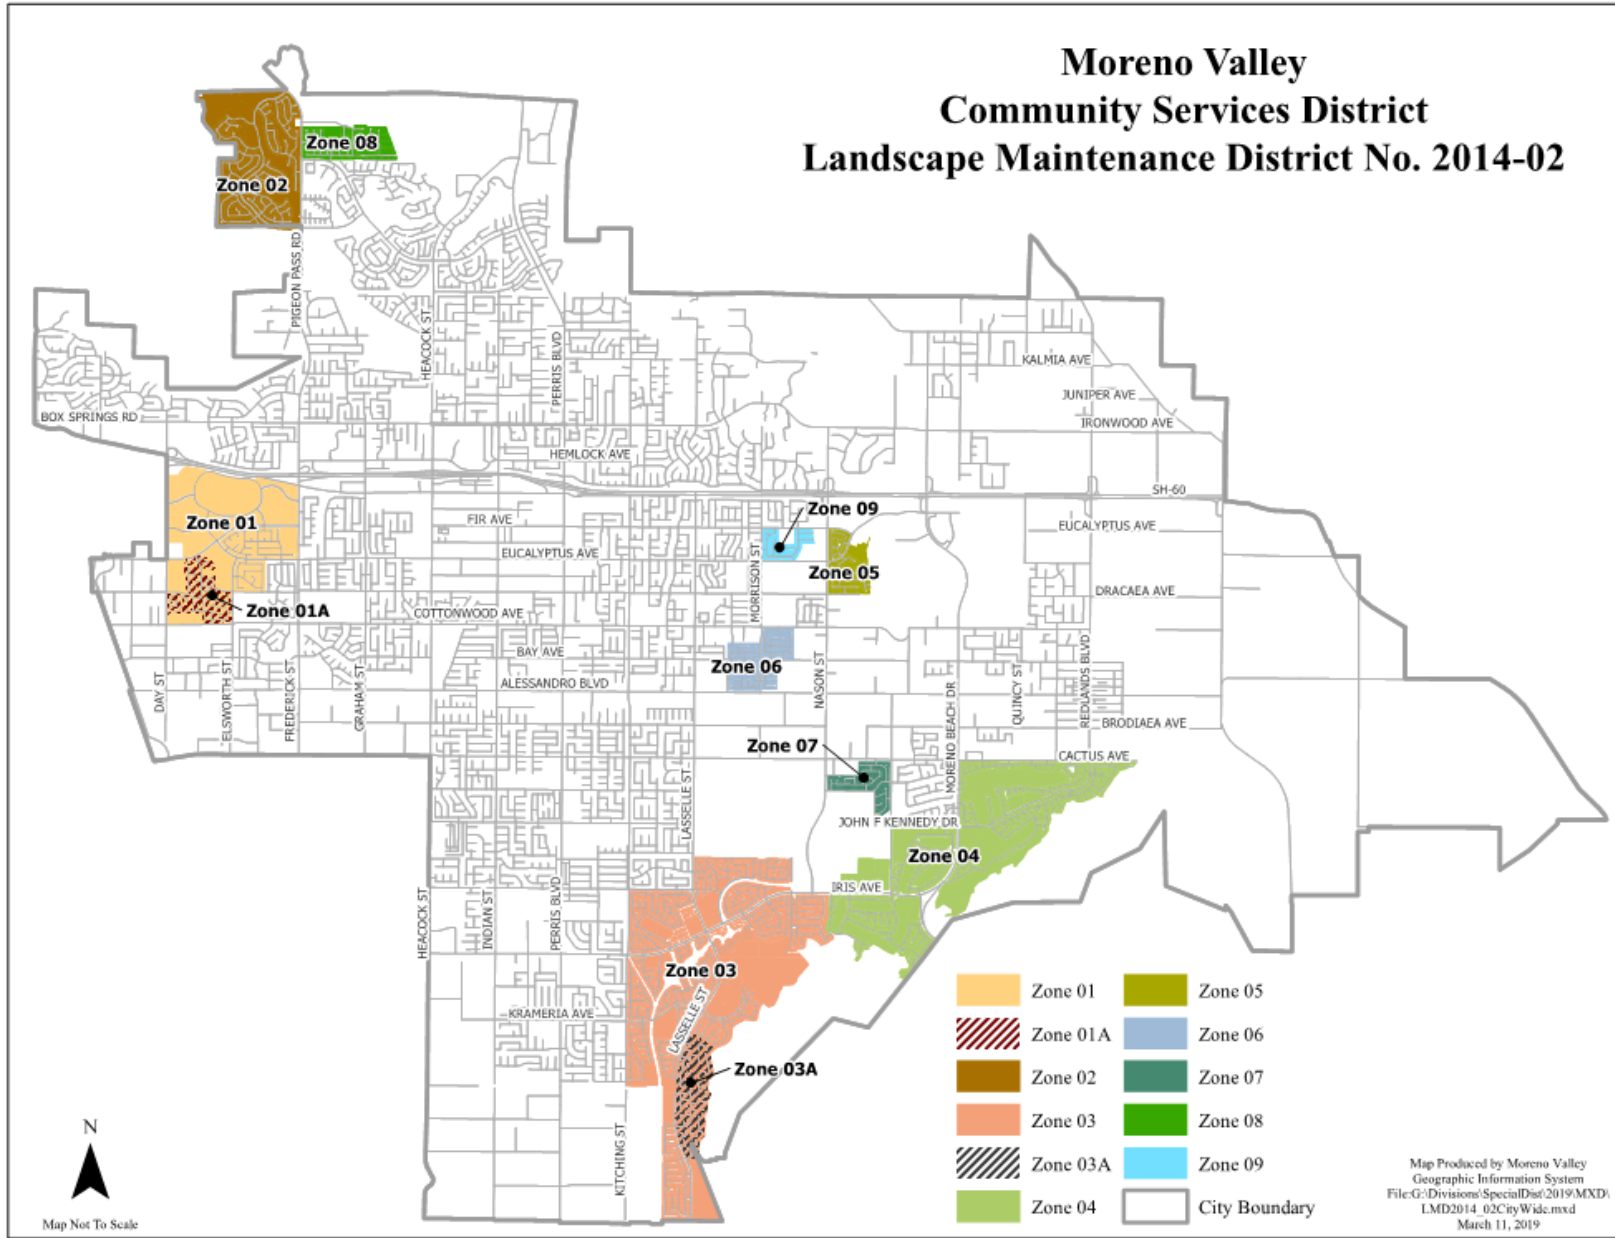 Moreno Valley
Community Services District
Landscape Maintenance District No. 2014-02
Zone 08
Zone 02
PIGEON PASS RD
HEACOCK ST
PERRIS BLVD
KALMIA AVE
JUNIPER AVE
IRONWOOD AVE
BOX SPRINGS RD
HEMLOCK AVE
SH-60
Zone 01
FIR AVE
Zone 09
EUCALYPTUS AVE
EUCALYPTUS AVE
MORRISON ST
Zone 05
DRACAEA AVE
Zone 01A
COTTONWOOD AVE
BAY AVE
Zone 06
ALESSANDRO BLVD
DAY ST
ELSWORTH ST
FREDERICK ST
GRAHAM ST
NASON ST
MORENO BEACH DR
QUINCY ST
REDLANDS BLVD
BRODIAEA AVE
Zone 07
CACTUS AVE
LASSELLE ST
JOHN F KENNEDY DR
Zone 04
IRIS AVE
HEACOCK ST
INDIAN ST
PERRIS BLVD
Zone 03
KRAMERIA AVE
LASSELLE ST
Zone 03A
KITCHING ST
Zone 01
Zone 01A
Zone 02
Zone 03
Zone 03A
Zone 04
Zone 05
Zone 06
Zone 07
Zone 08
Zone 09
City Boundary
N
Map Not To Scale
Map Produced by Moreno Valley
Geographic Information System
File:G:\Divisions\SpecialDist\2019\MXD\
LMD2014_02CityWide.mxd
March 11, 2019